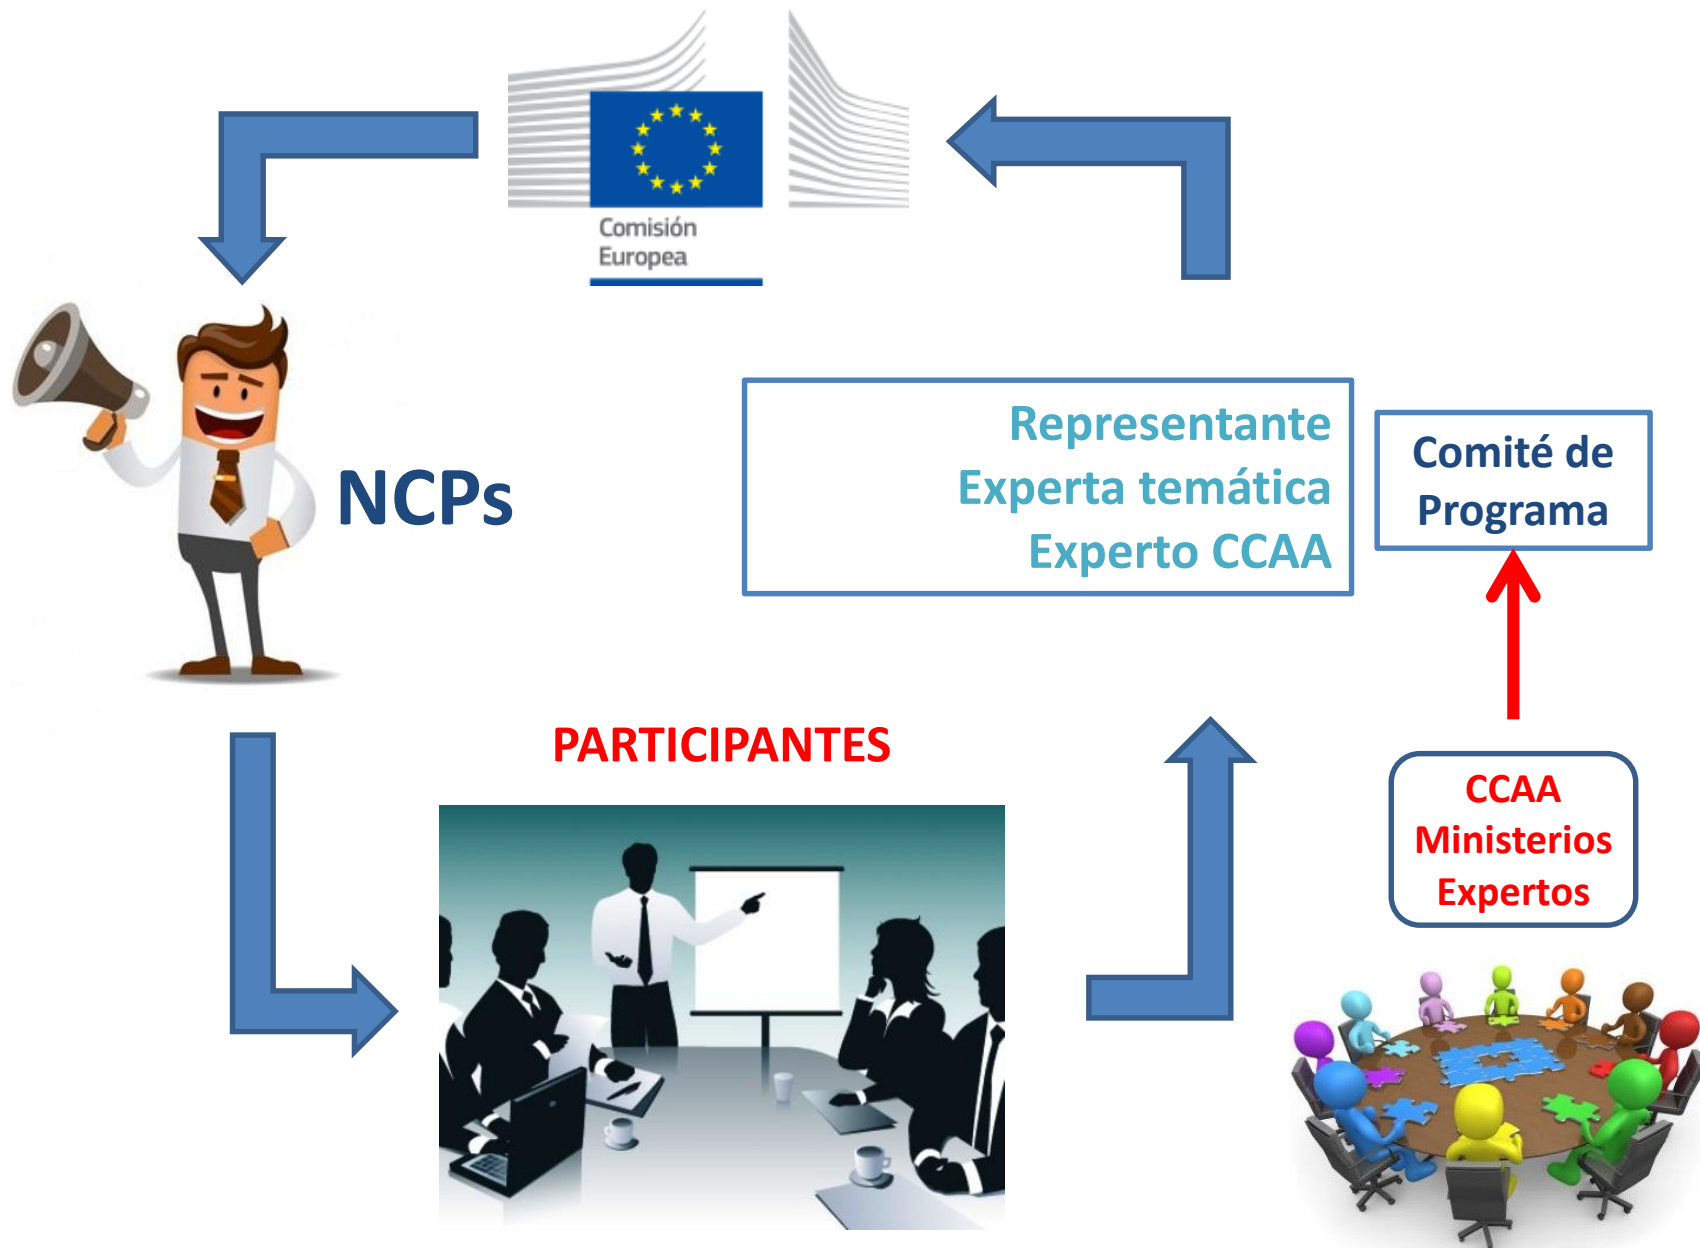 Comisión
Europea
NCPs
Representante
Experta temática
Experto CCAA
Comité de
Programa
PARTICIPANTES
CCAA
Ministerios
Expertos